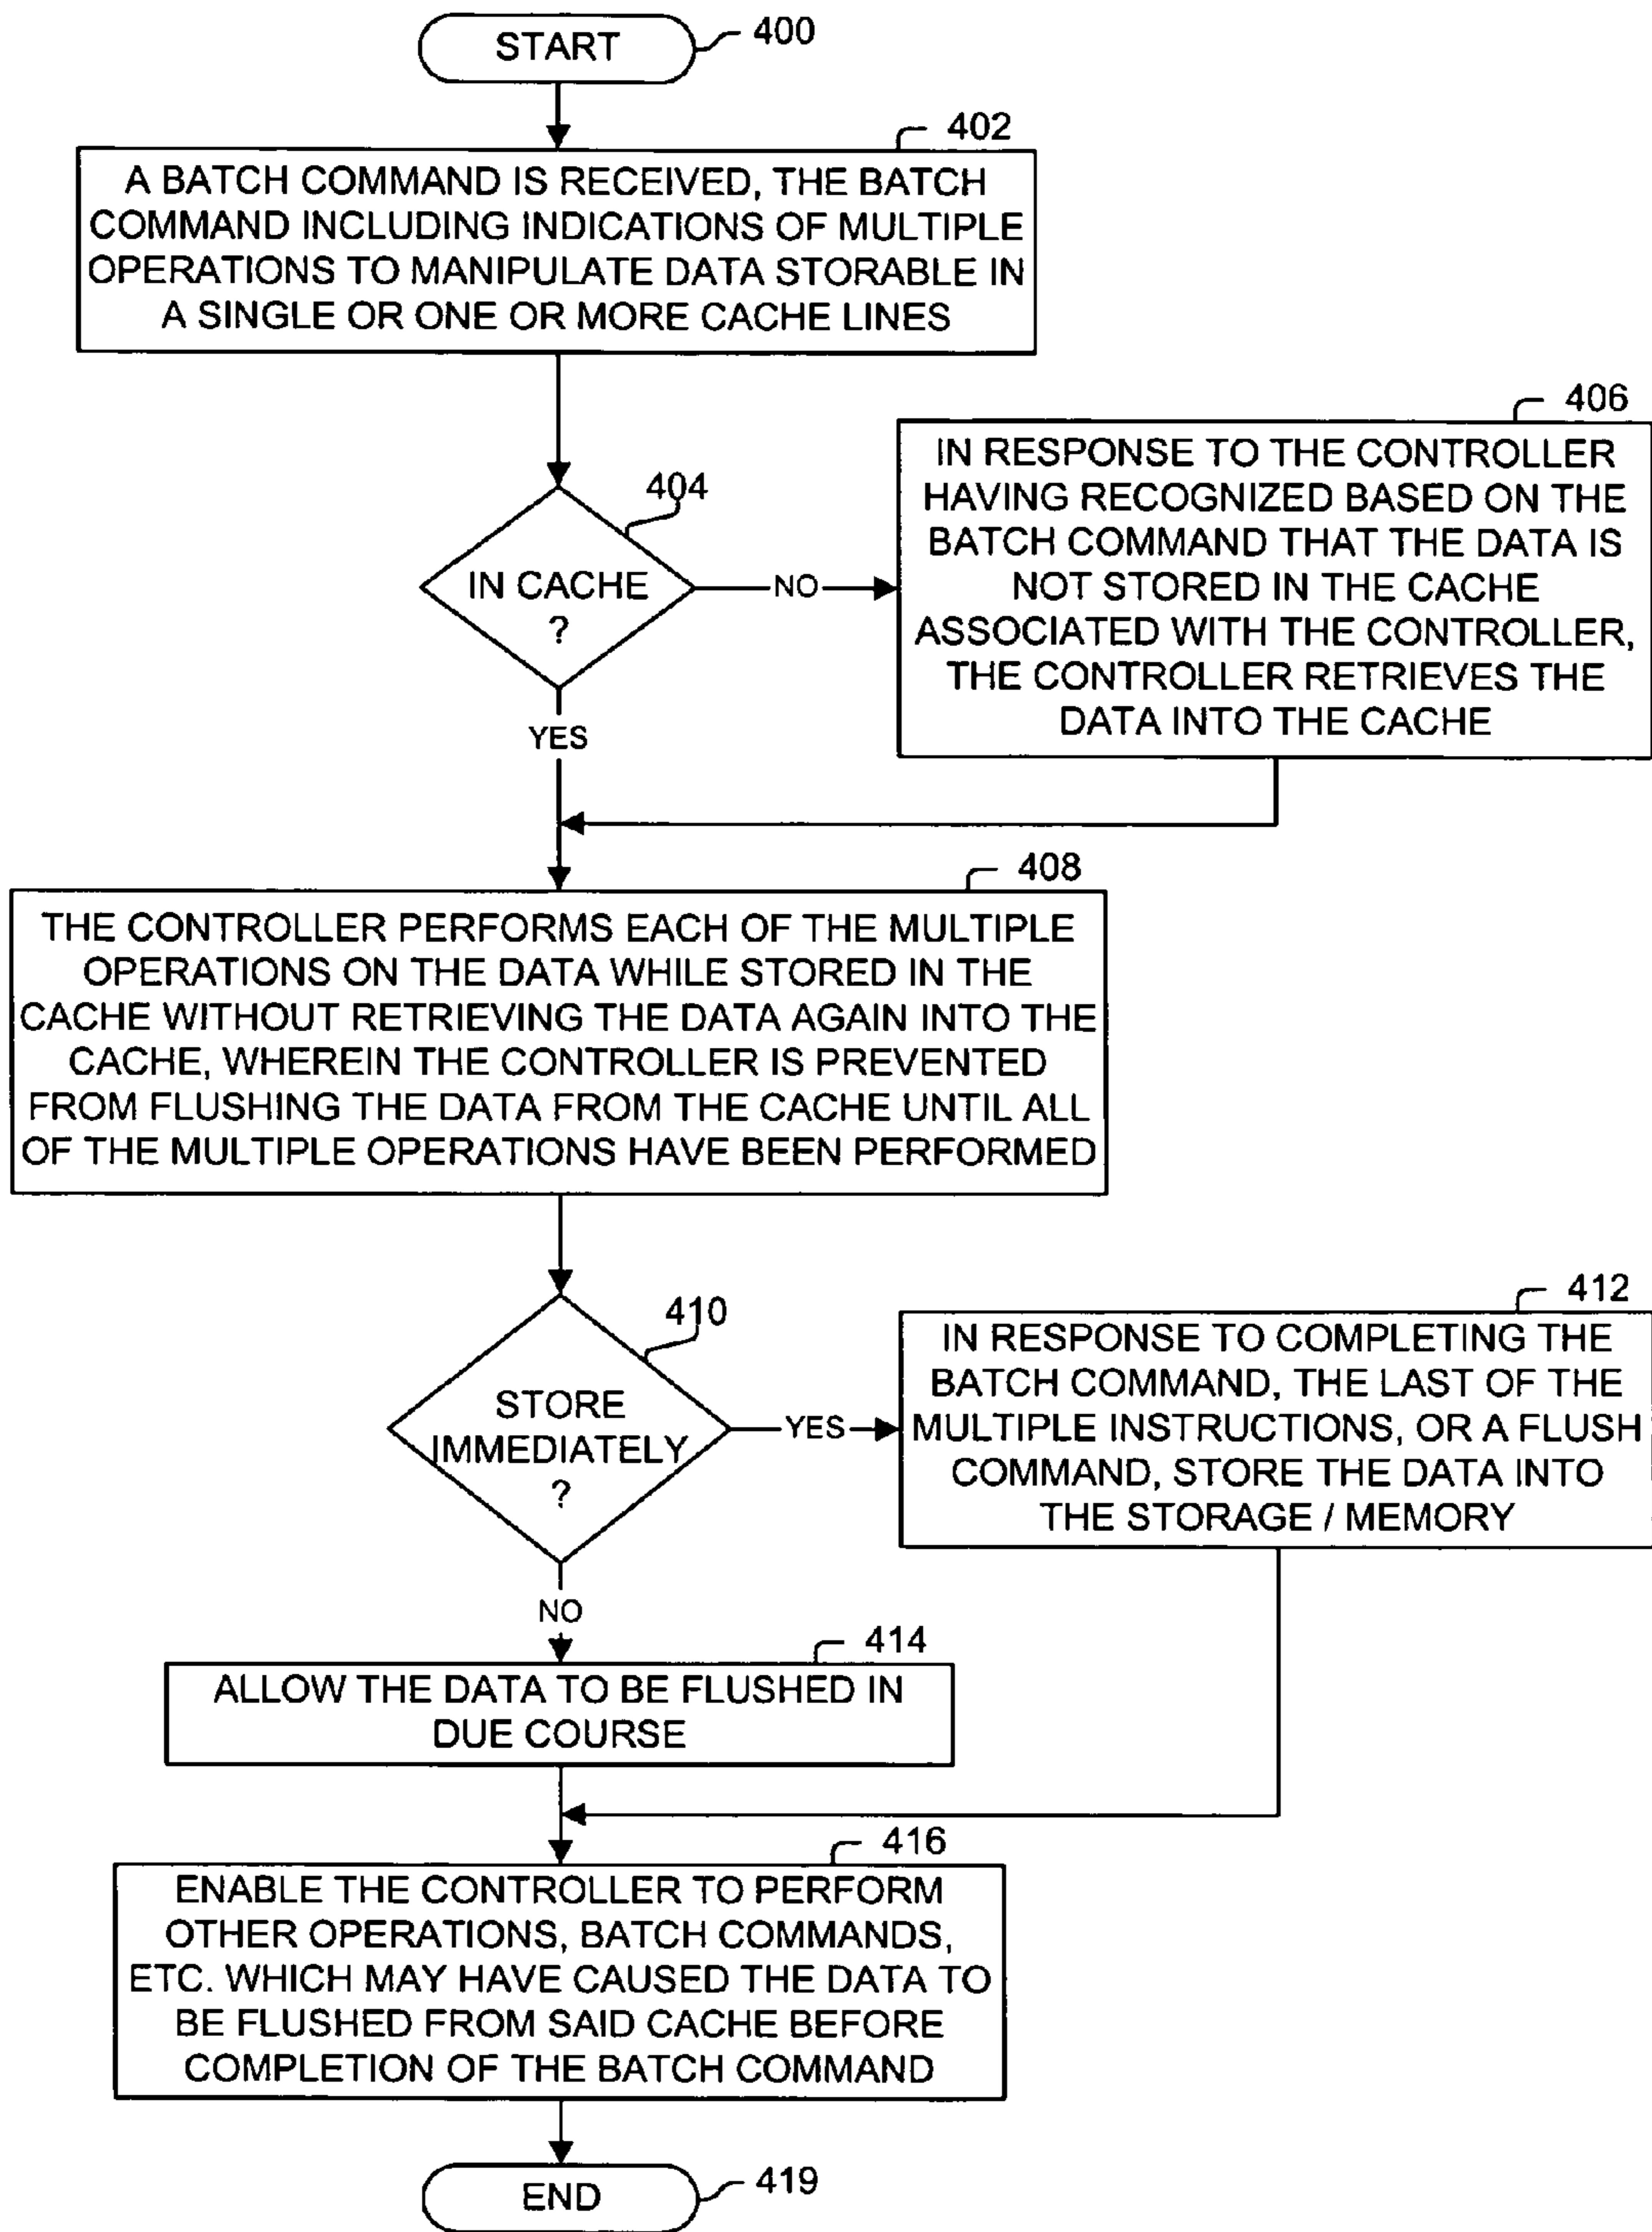 START
400
402
A BATCH COMMAND IS RECEIVED, THE BATCH
COMMAND INCLUDING INDICATIONS OF MULTIPLE
OPERATIONS TO MANIPULATE DATA STORABLE IN
A SINGLE OR ONE OR MORE CACHE LINES
404
IN CACHE
?
NO
YES
406
IN RESPONSE TO THE CONTROLLER
HAVING RECOGNIZED BASED ON THE
BATCH COMMAND THAT THE DATA IS
NOT STORED IN THE CACHE
ASSOCIATED WITH THE CONTROLLER,
THE CONTROLLER RETRIEVES THE
DATA INTO THE CACHE
408
THE CONTROLLER PERFORMS EACH OF THE MULTIPLE
OPERATIONS ON THE DATA WHILE STORED IN THE
CACHE WITHOUT RETRIEVING THE DATA AGAIN INTO THE
CACHE, WHEREIN THE CONTROLLER IS PREVENTED
FROM FLUSHING THE DATA FROM THE CACHE UNTIL ALL
OF THE MULTIPLE OPERATIONS HAVE BEEN PERFORMED
410
STORE
IMMEDIATELY
?
YES
NO
412
IN RESPONSE TO COMPLETING THE
BATCH COMMAND, THE LAST OF THE
MULTIPLE INSTRUCTIONS, OR A FLUSH
COMMAND, STORE THE DATA INTO
THE STORAGE / MEMORY
414
ALLOW THE DATA TO BE FLUSHED IN
DUE COURSE
416
ENABLE THE CONTROLLER TO PERFORM
OTHER OPERATIONS, BATCH COMMANDS,
ETC. WHICH MAY HAVE CAUSED THE DATA TO
BE FLUSHED FROM SAID CACHE BEFORE
COMPLETION OF THE BATCH COMMAND
END
419